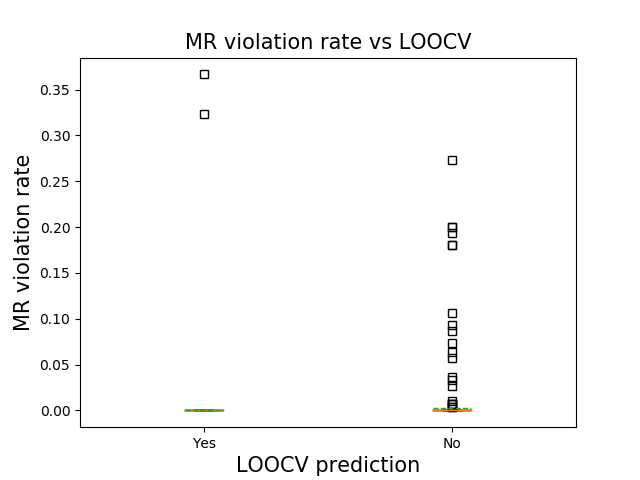 MR violation rate vs LOOCV
MR violation rate
0.35
0.30
0.25
0.20
0.15
0.10
0.05
0.00
Yes
No
LOOCV prediction